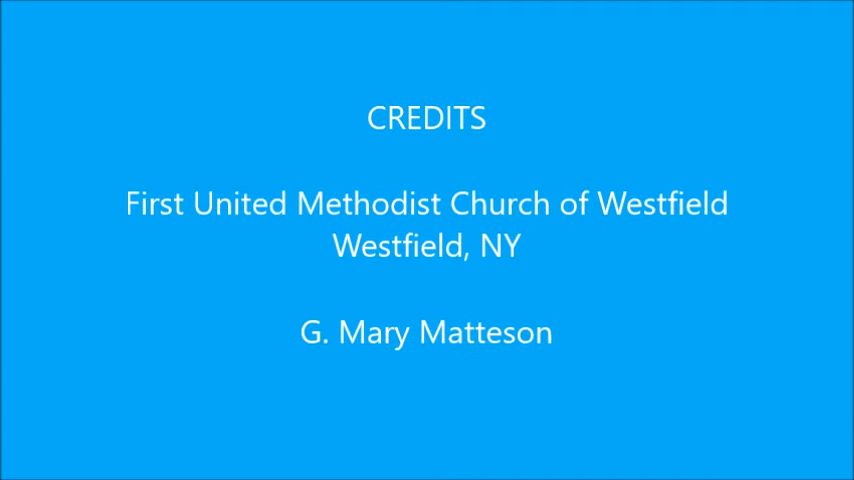 CREDITS
First United Methodist Church of Westfield
Westfield, NY
G. Mary Matteson